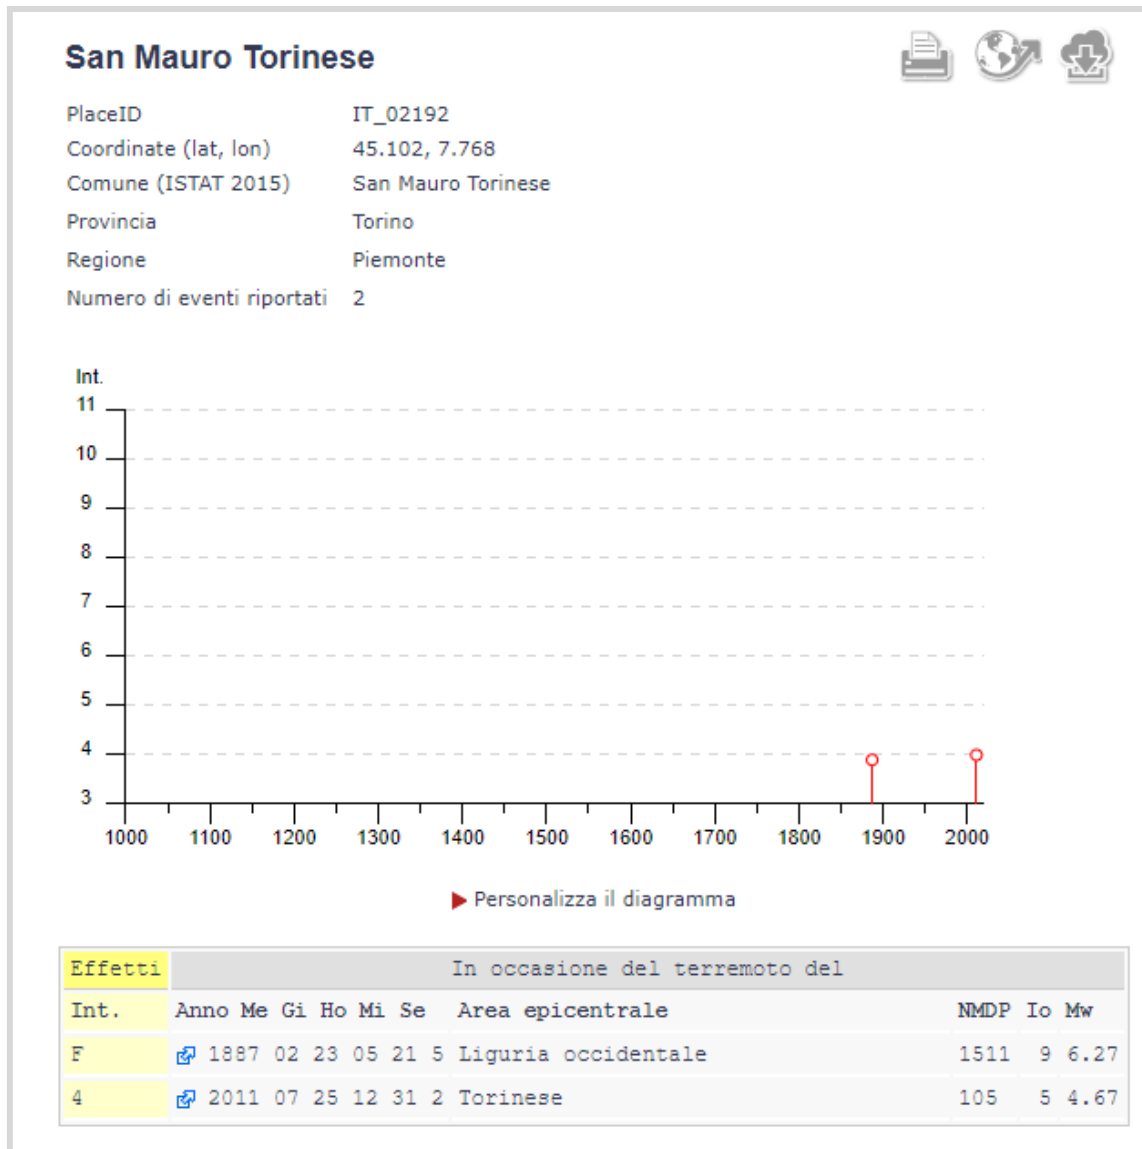 San Mauro Torinese
PlaceID IT_02192
Coordinate (lat, lon) 45.102, 7.768
Comune (ISTAT 2015) San Mauro Torinese
Provincia Torino
Regione Piemonte
Numero di eventi riportati 2
Int.
11
10
9
8
7
6
5
4
3
1000 1100 1200 1300 1400 1500 1600 1700 1800 1900 2000
Personalizza il diagramma
Effetti In occasione del terremoto del
Int. Anno Me Gi Ho Mi Se Area epicentrale NMDP Io Mw
F 1887 02 23 05 21 5 Liguria occidentale 1511 9 6.27
4 2011 07 25 12 31 2 Torinese 105 5 4.67